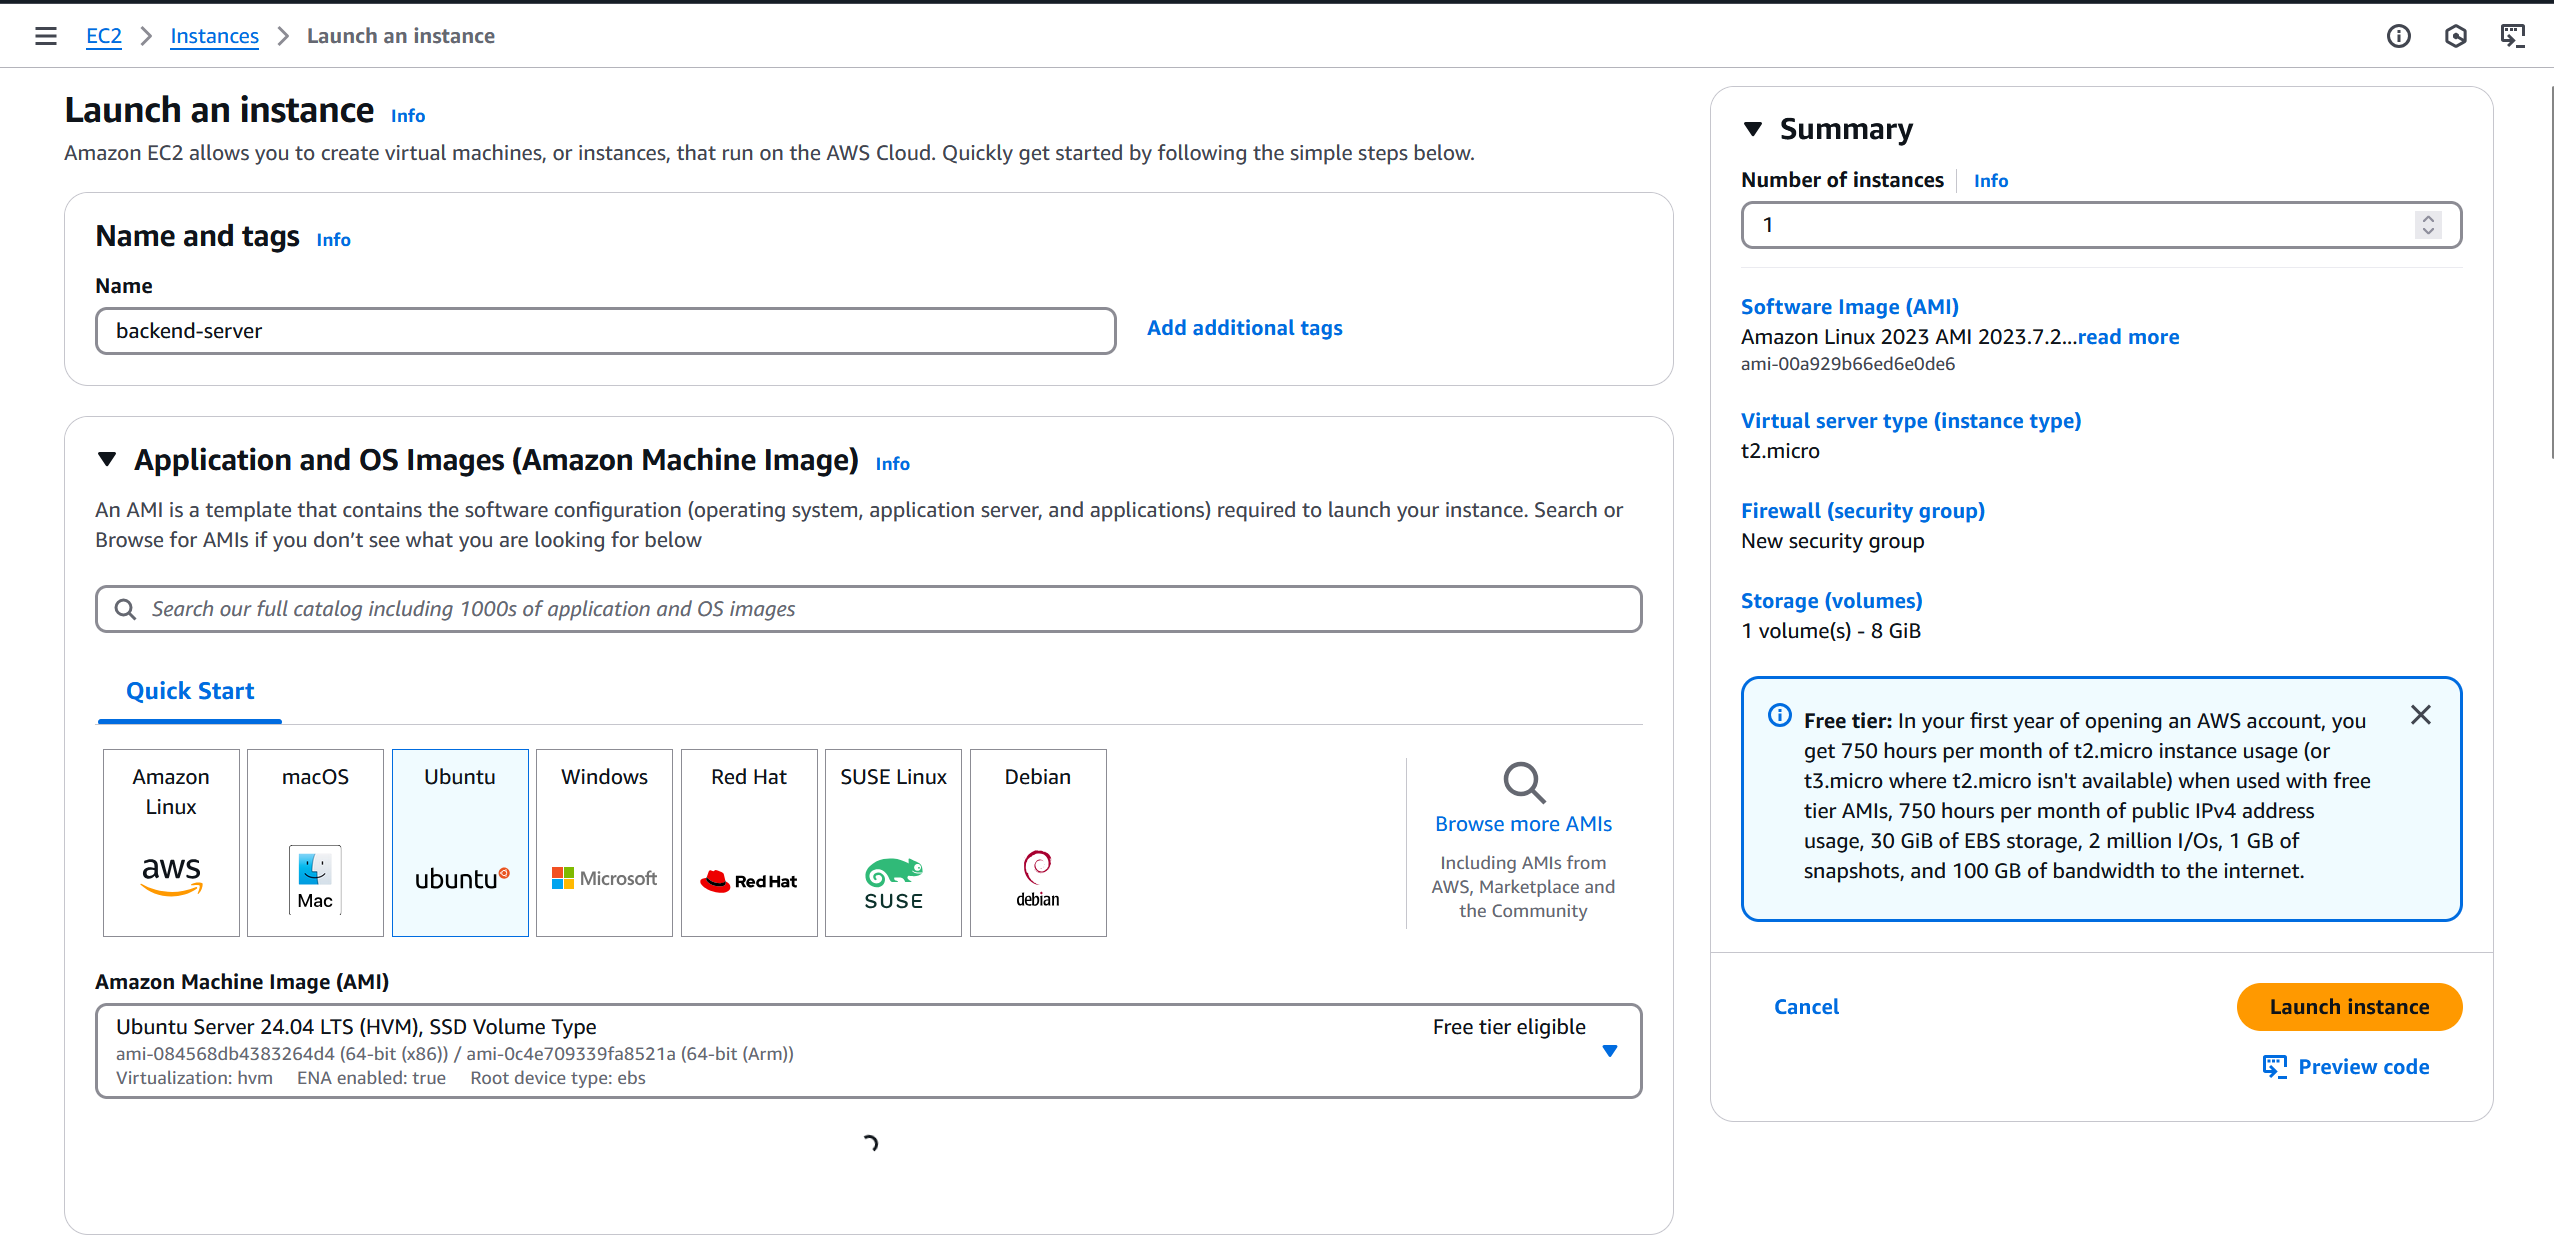 EC2 > Instances > Launch an instance
Launch an instance Info
Amazon EC2 allows you to create virtual machines, or instances, that run on the AWS Cloud. Quickly get started by following the simple steps below.
Name and tags Info
Name
backend-server
Add additional tags
Application and OS Images (Amazon Machine Image) Info
An AMI is a template that contains the software configuration (operating system, application server, and applications) required to launch your instance. Search or
Browse for AMIs if you don’t see what you are looking for below
Search our full catalog including 1000s of application and OS images
Quick Start
Amazon
Linux
aws
macOS
Mac
Ubuntu
ubuntu
Windows
Microsoft
Red Hat
Red Hat
SUSE Linux
SUSE
Debian
debian
Browse more AMIs
Including AMIs from
AWS, Marketplace and
the Community
Amazon Machine Image (AMI)
Ubuntu Server 24.04 LTS (HVM), SSD Volume Type
Free tier eligible
ami-084568db4383264d4 (64-bit (x86)) / ami-0c4e709339fa8521a (64-bit (Arm))
Virtualization: hvm ENA enabled: true Root device type: ebs
Summary
Number of instances Info
1
Software Image (AMI)
Amazon Linux 2023 AMI 2023.7.2...read more
ami-00a929b66ed6e0de6
Virtual server type (instance type)
t2.micro
Firewall (security group)
New security group
Storage (volumes)
1 volume(s) - 8 GiB
Free tier: In your first year of opening an AWS account, you
get 750 hours per month of t2.micro instance usage (or
t3.micro where t2.micro isn't available) when used with free
tier AMIs, 750 hours per month of public IPv4 address
usage, 30 GiB of EBS storage, 2 million I/Os, 1 GB of
snapshots, and 100 GB of bandwidth to the internet.
Cancel
Launch instance
Preview code